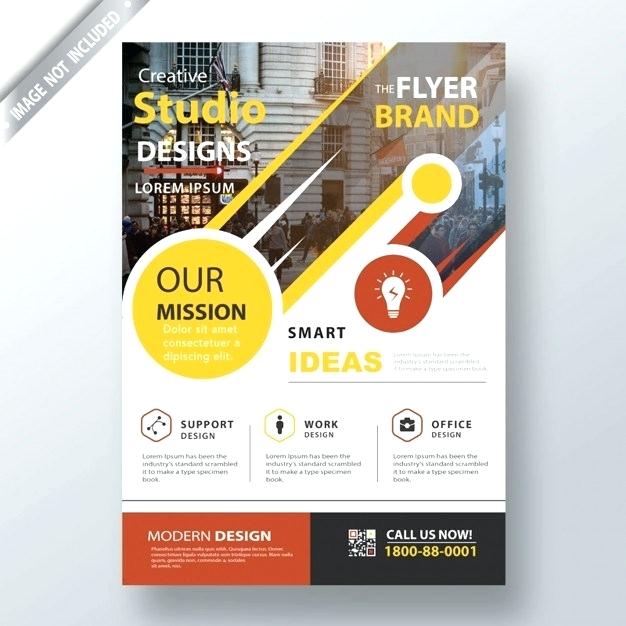 IMAGE NOT INCLUDED
Creative
Studio
DESIGNS
LOREM IPSUM
THE FLYER
BRAND
OUR
MISSION
Dolor sit amet
consectetuer a
dipiscing elit.
SMART
IDEAS
SUPPORT
DESIGN
Lorem Ipsum has been the
industry's standard scrambled
it to make a type specimen
book.
WORK
DESIGN
Lorem Ipsum has been the
industry's standard scrambled
it to make a type specimen
book.
OFFICE
DESIGN
Lorem Ipsum has been the
industry's standard scrambled
it to make a type specimen
book.
MODERN DESIGN
CALL US NOW!
1800-88-0001